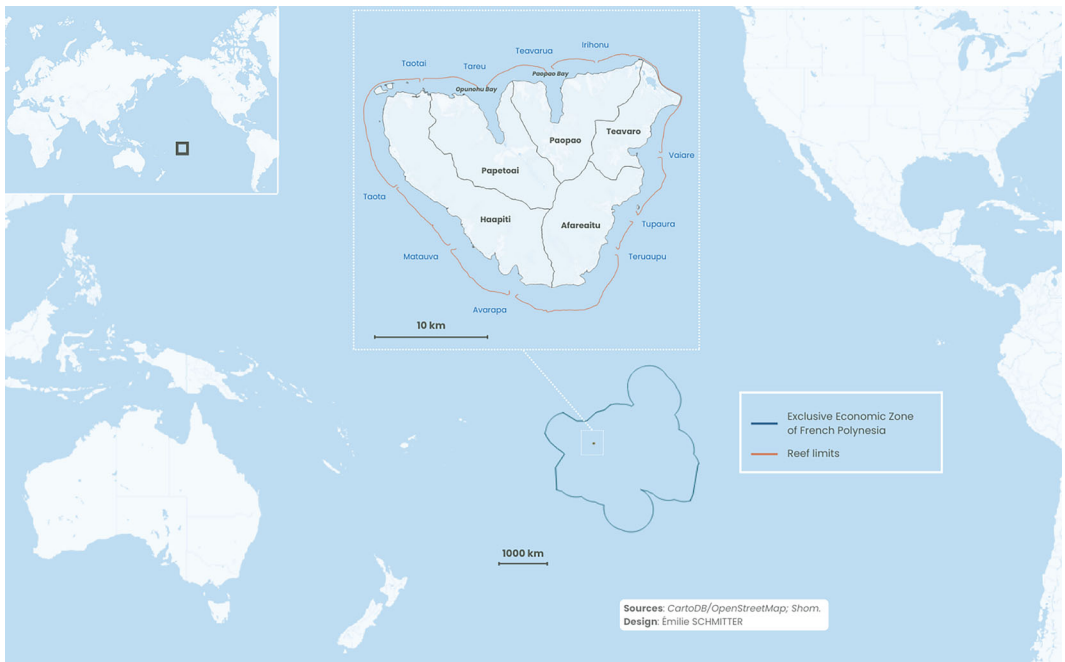 Irihonu
Teavarua
Taotai
Tareu
Paopao Bay
Opunohu Bay
Teavaro
Paopao
Vaiare
Papetoai
Taota
Haapiti
Afareaitu
Tupaura
Matauva
Teruaupu
Avarapa
10 km
Exclusive Economic Zone
of French Polynesia
Reef limits
1000 km
Sources: CartoDB/OpenStreetMap; Shom.
Design: Émilie SCHMITTER